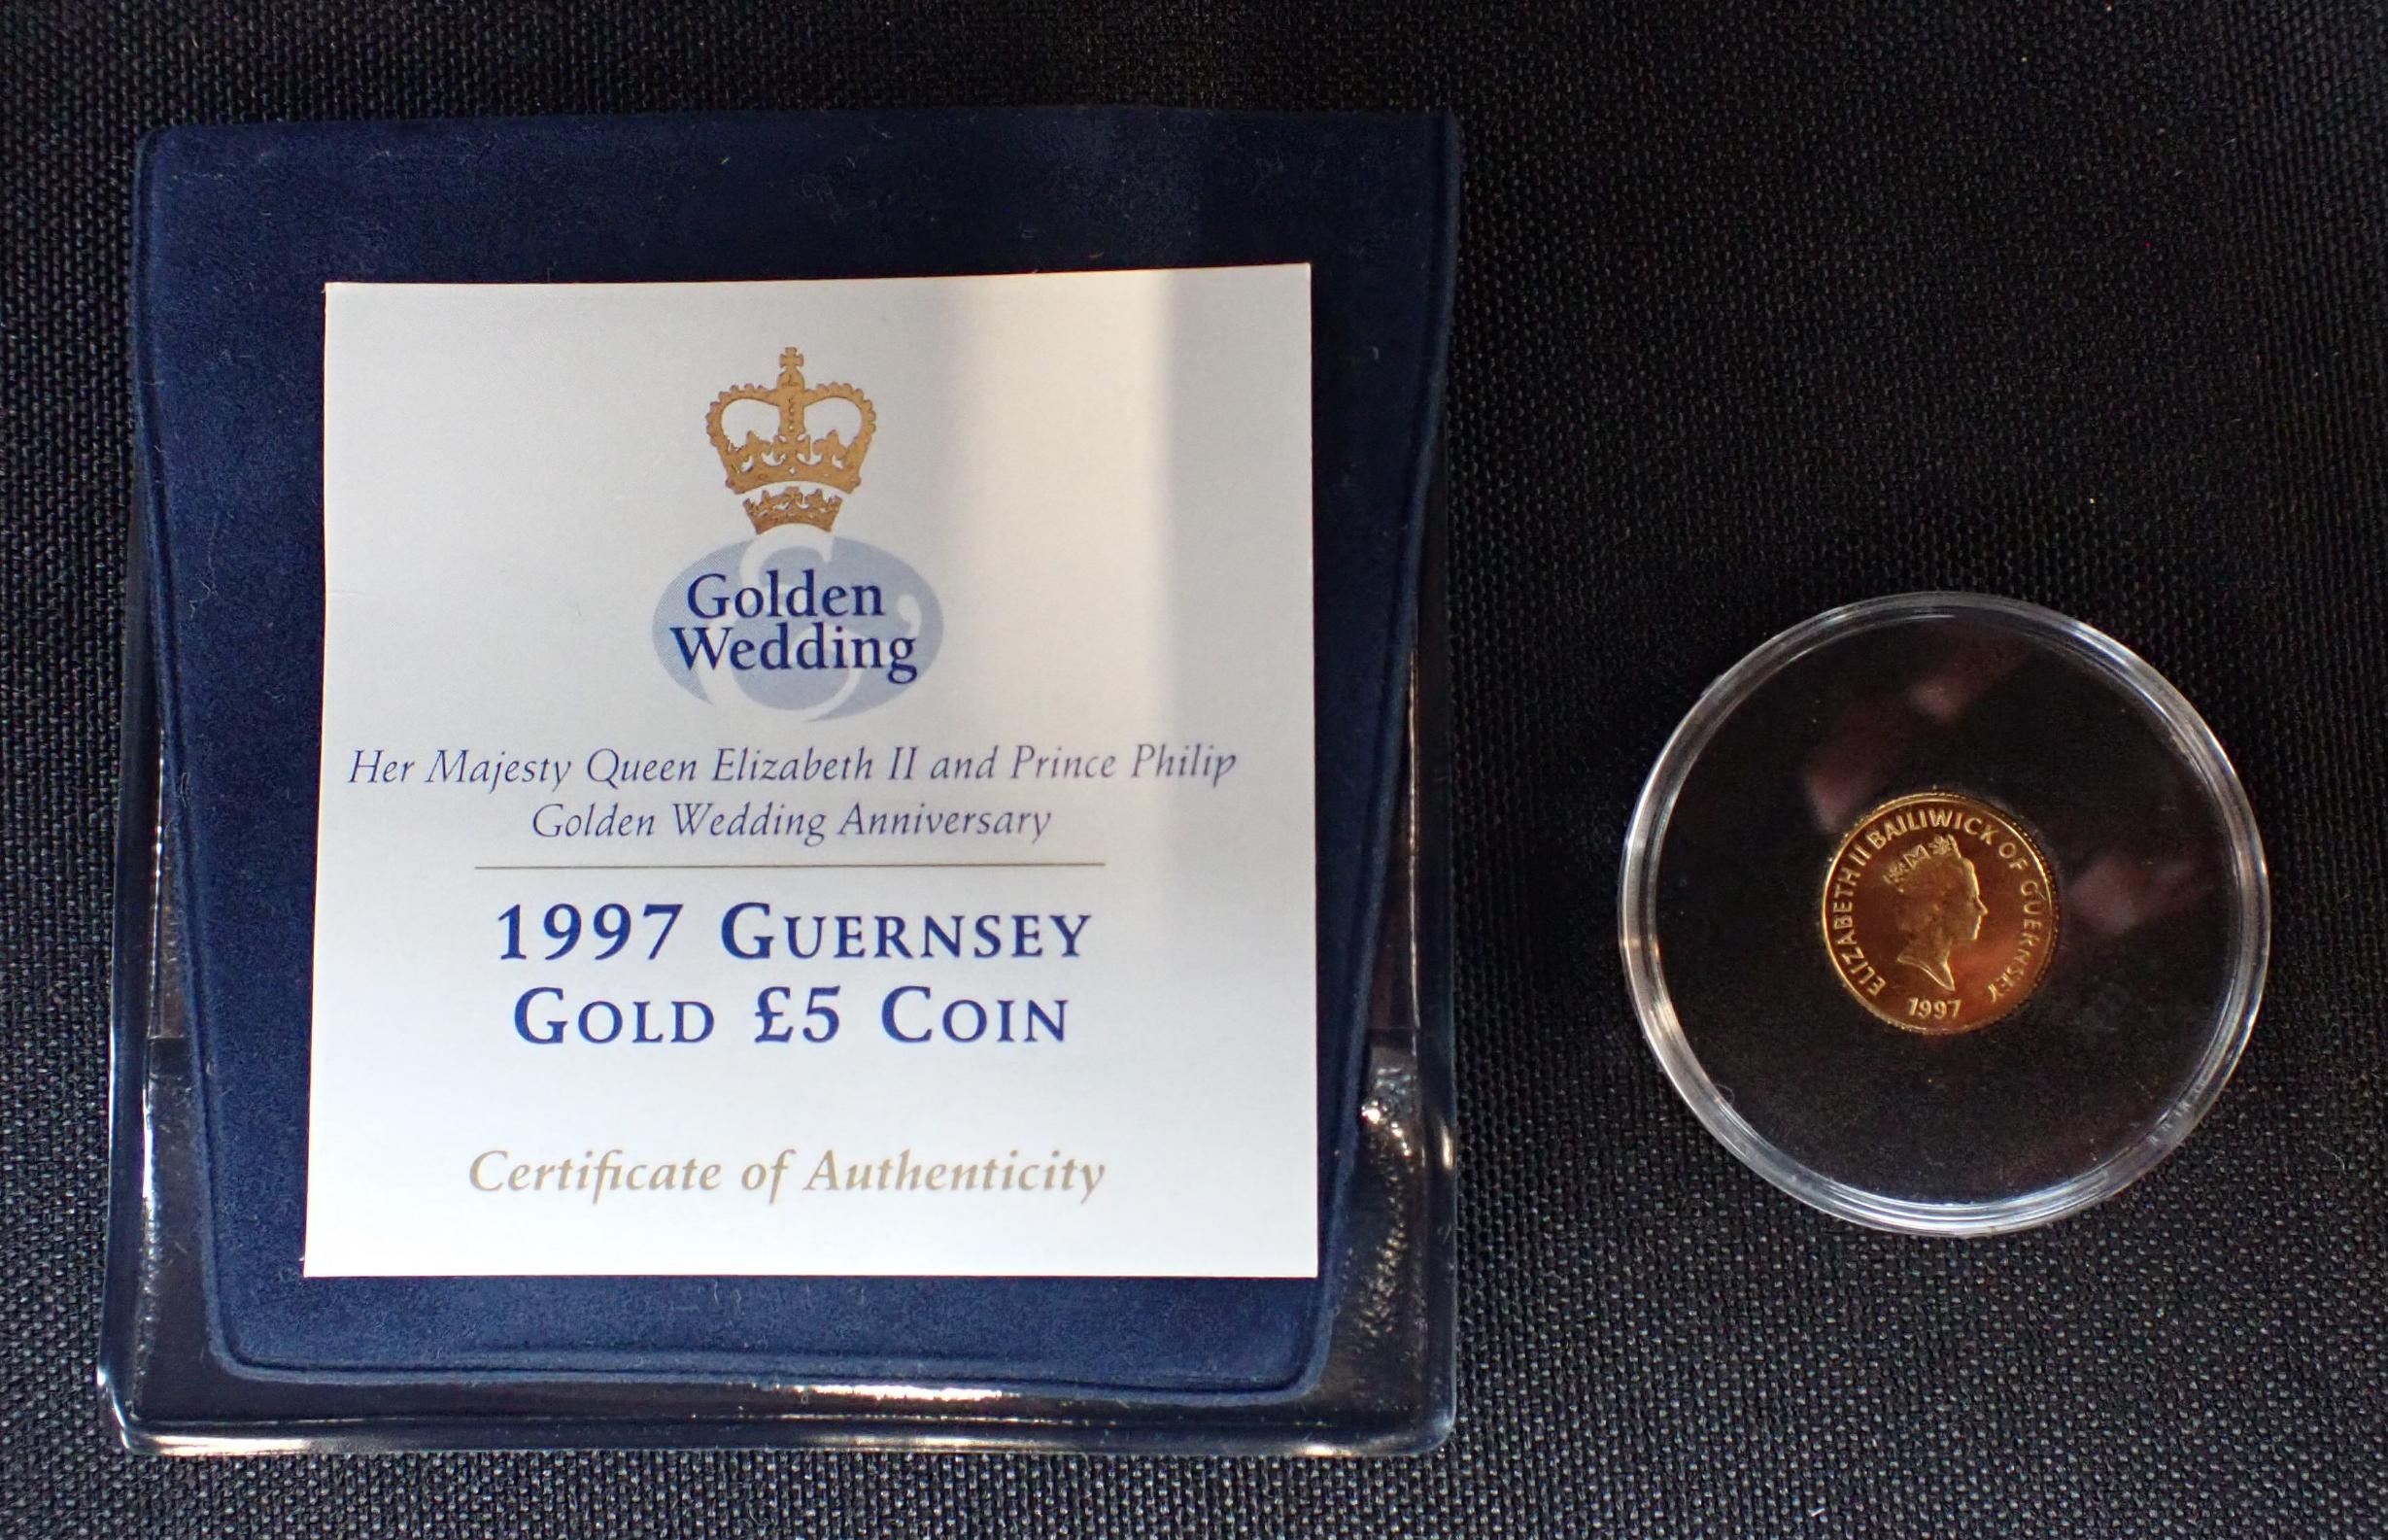 Golden
Wedding
Her Majesty Queen Elizabeth II and Prince Philip
Golden Wedding Anniversary
1997 GUERNSEY
GOLD £5 COIN
Certificate of Authenticity
ELIZABETH II BAILIWICK OF GUERNSEY
1997